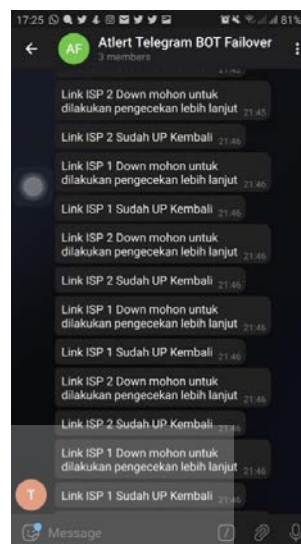 17:25
81%
AF
Atlert Telegram BOT Failover
3 members
Link ISP 2 Down mohon untuk
dilakukan pengecekan lebih lanjut 21:45
Link ISP 2 Sudah UP Kembali 21:46
Link ISP 1 Down mohon untuk
dilakukan pengecekan lebih lanjut 21:46
Link ISP 1 Sudah UP Kembali 21:46
Link ISP 2 Down mohon untuk
dilakukan pengecekan lebih lanjut 21:46
Link ISP 2 Sudah UP Kembali 21:46
Link ISP 1 Down mohon untuk
dilakukan pengecekan lebih lanjut 21:46
Link ISP 1 Sudah UP Kembali 21:46
Link ISP 2 Down mohon untuk
dilakukan pengecekan lebih lanjut 21:46
Link ISP 2 Sudah UP Kembali 21:46
Link ISP 1 Down mohon untuk
dilakukan pengecekan lebih lanjut 21:46
T
Link ISP 1 Sudah UP Kembali 21:46
Message